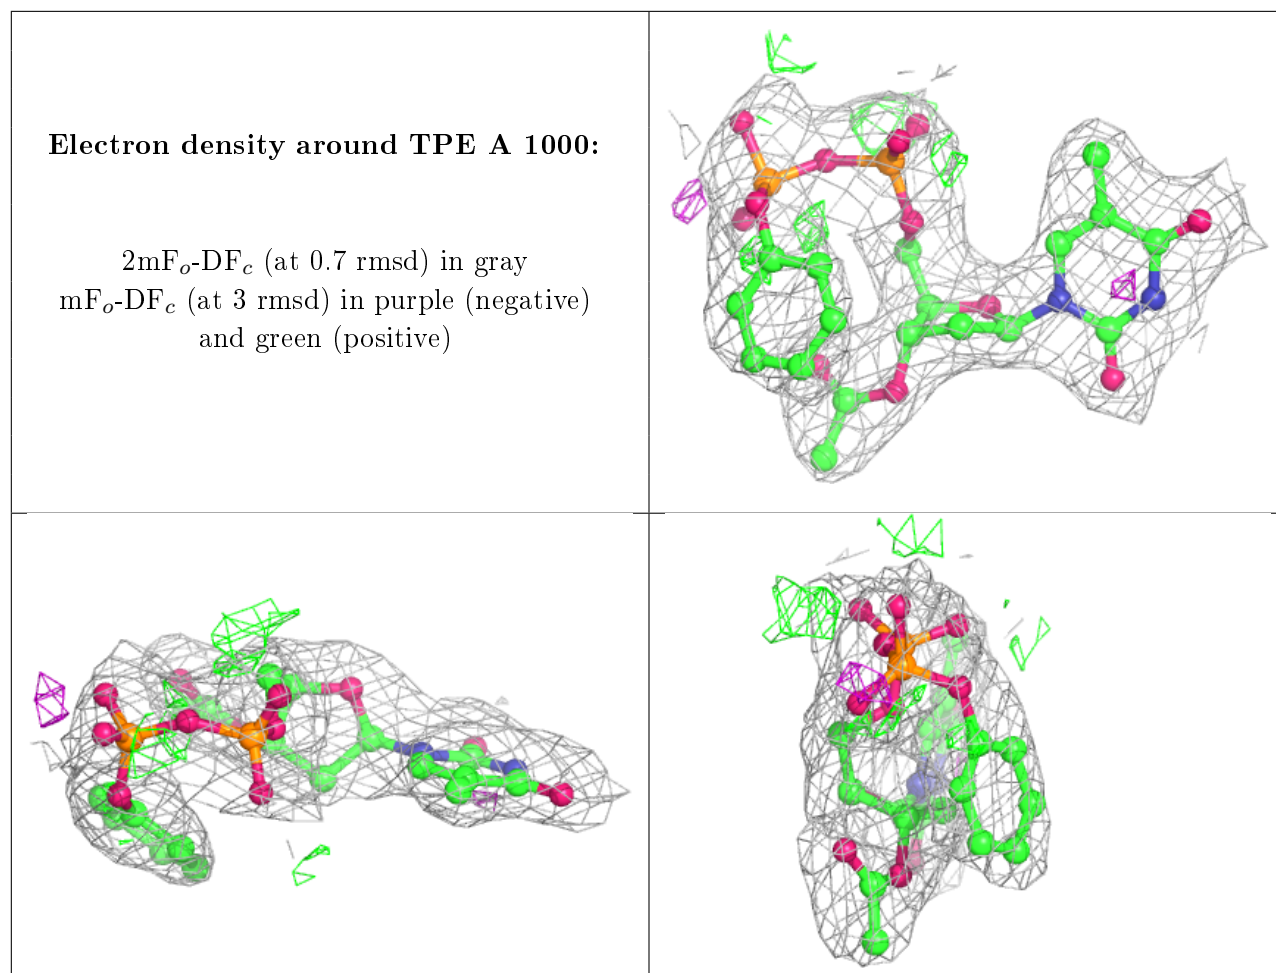 Electron density around TPE A 1000:
2mFₒ-DF𝒸 (at 0.7 rmsd) in gray
mFₒ-DF𝒸 (at 3 rmsd) in purple (negative)
and green (positive)